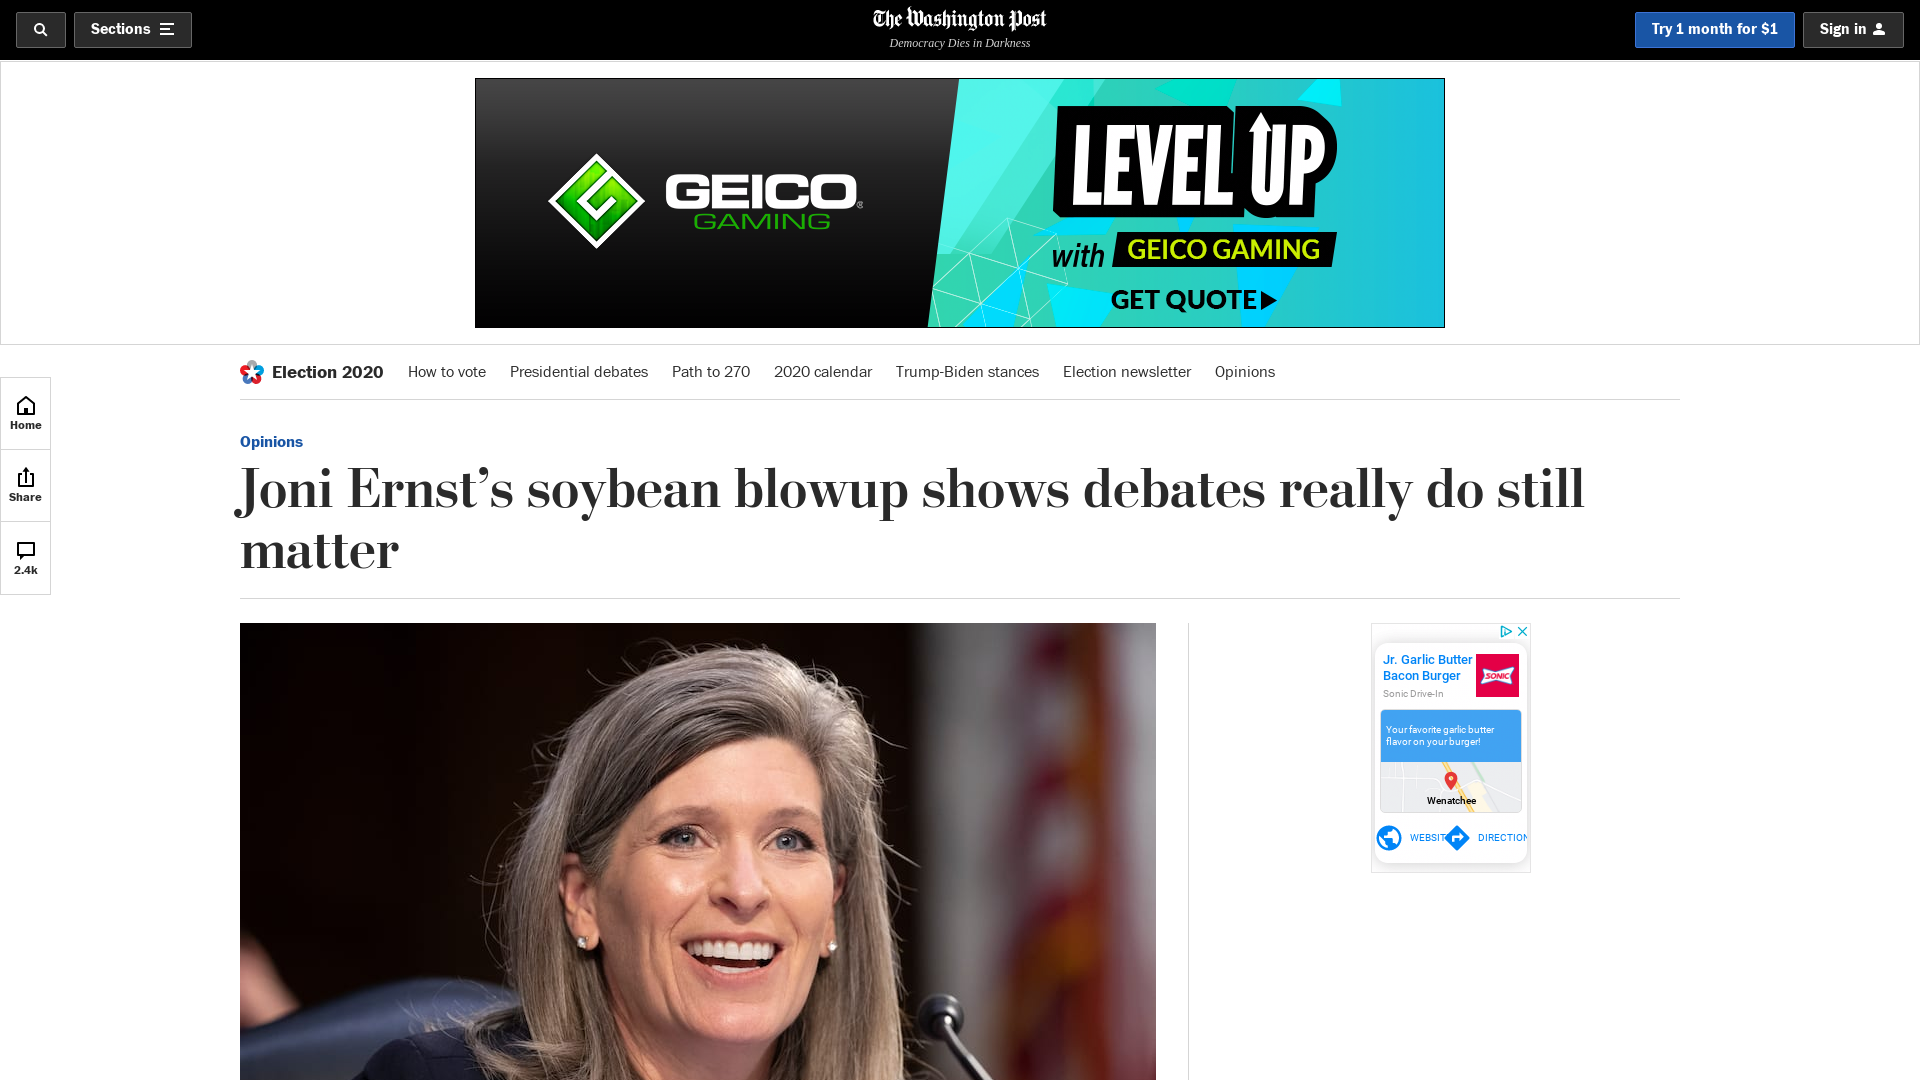 Sections
The Washington Post
Democracy Dies in Darkness
Try 1 month for $1
Sign in
GEICO®
GAMING
LEVEL UP
with GEICO GAMING
GET QUOTE
Election 2020
How to vote
Presidential debates
Path to 270
2020 calendar
Trump-Biden stances
Election newsletter
Opinions
Home
Share
2.4k
Opinions
Joni Ernst’s soybean blowup shows debates really do still
matter
Jr. Garlic Butter
Bacon Burger
Sonic Drive-In
SONIC
Your favorite garlic butter
flavor on your burger!
Wenatchee
WEBSIT
DIRECTION